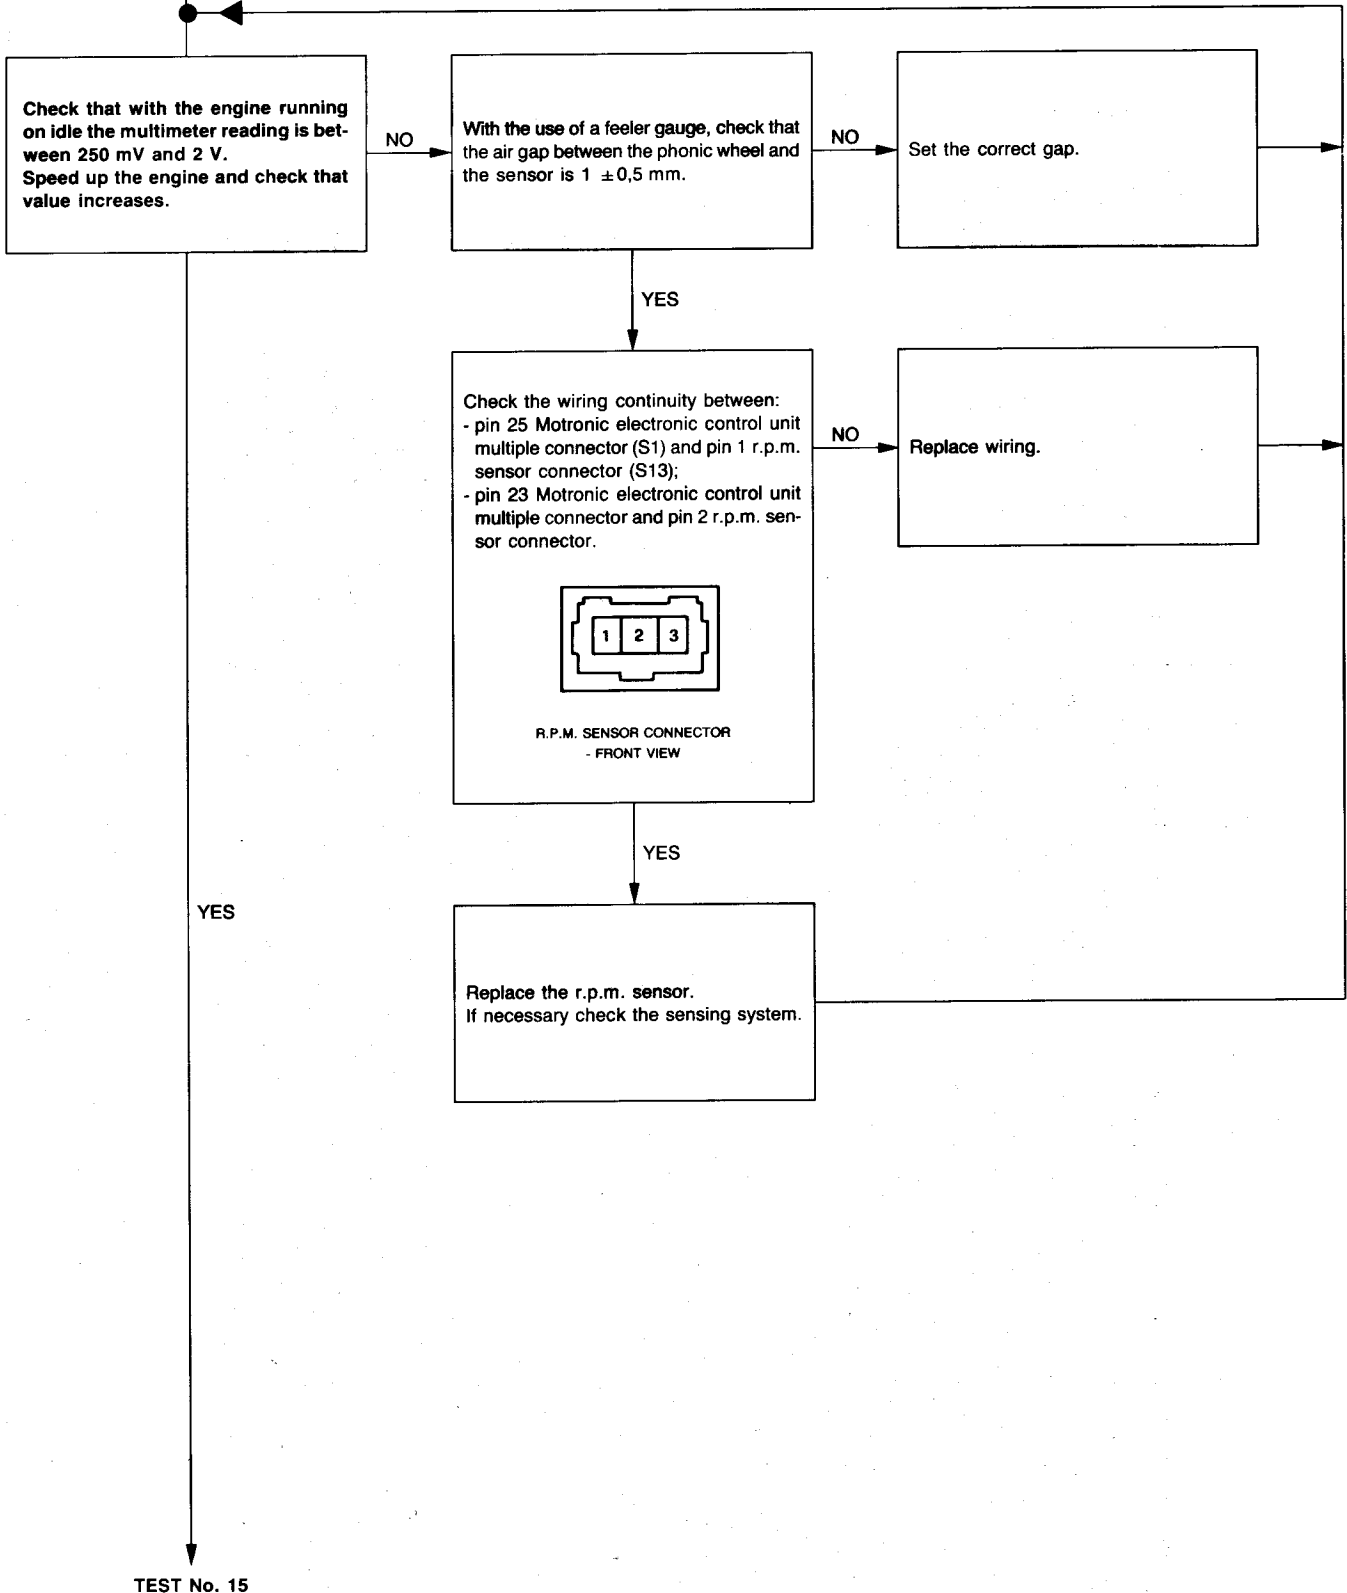 Check that with the engine running
on idle the multimeter reading is bet-
ween 250 mV and 2 V.
Speed up the engine and check that
value increases.
NO
With the use of a feeler gauge, check that
the air gap between the phonic wheel and
the sensor is 1 ±0,5 mm.
NO
Set the correct gap.
YES
Check the wiring continuity between:
- pin 25 Motronic electronic control unit
multiple connector (S1) and pin 1 r.p.m.
sensor connector (S13);
- pin 23 Motronic electronic control unit
multiple connector and pin 2 r.p.m. sen-
sor connector.
1 2 3
R.P.M. SENSOR CONNECTOR
- FRONT VIEW
NO
Replace wiring.
YES
YES
Replace the r.p.m. sensor.
If necessary check the sensing system.
TEST No. 15